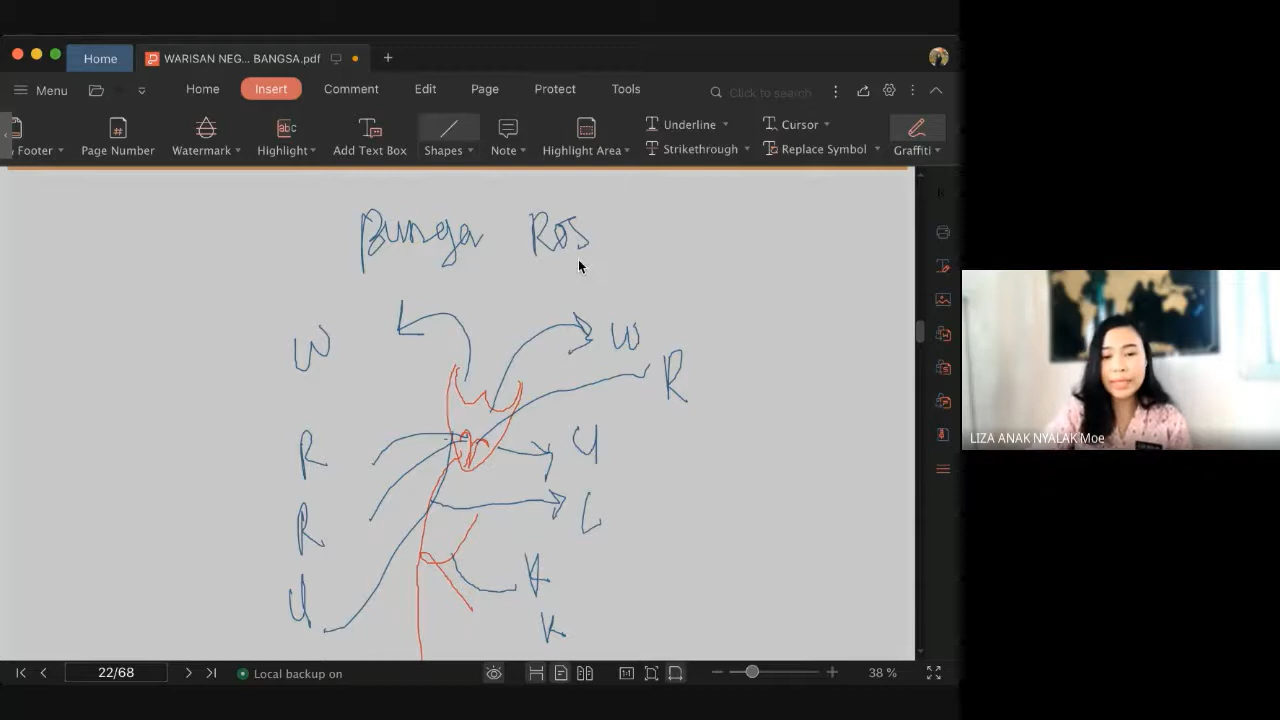 Home
WARISAN NEG... BANGSA.pdf
Menu
Home Insert Comment Edit Page Protect Tools
Click to search
Footer Page Number Watermark Highlight Add Text Box Shapes Note Highlight Area
Underline Cursor
Strikethrough Replace Symbol
Graffiti
Bunga Ros
W W
R
R U
R L
U K
K
LIZA ANAK NYALAK Moe
22/68
Local backup on
1:1
38 %